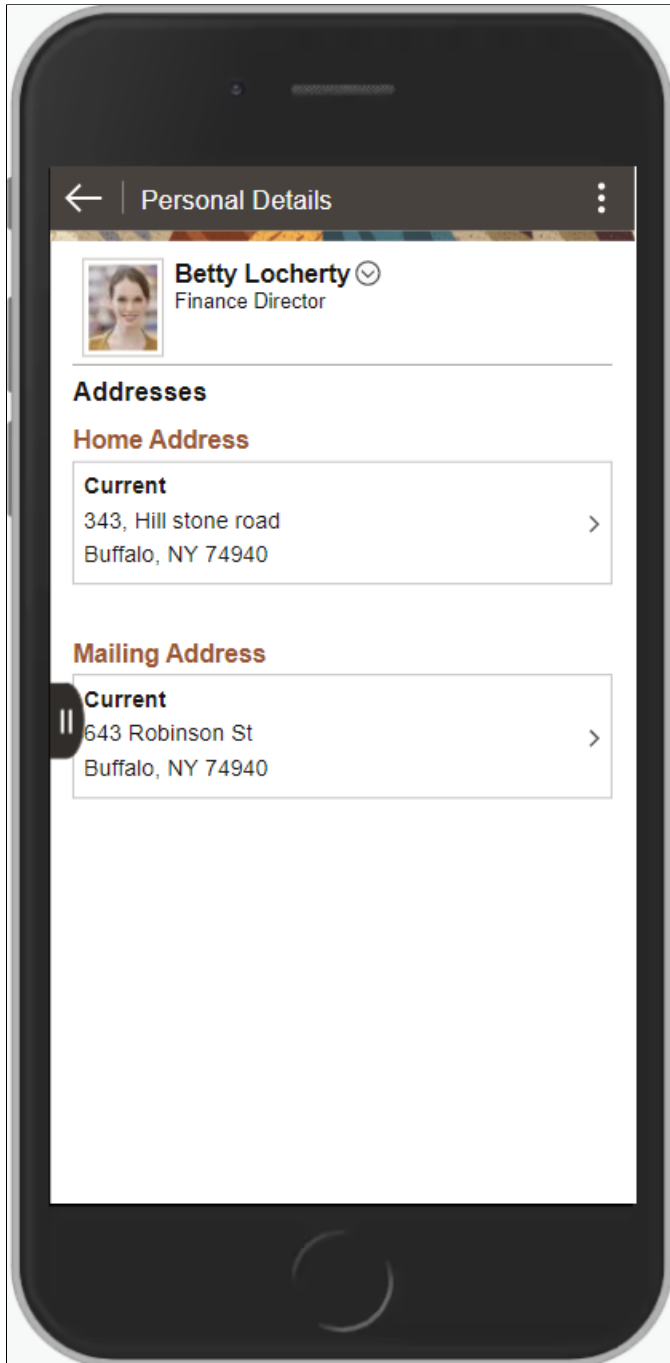 Personal Details
Betty Locherty
Finance Director
Addresses
Home Address
Current
343, Hill stone road
Buffalo, NY 74940
Mailing Address
Current
643 Robinson St
Buffalo, NY 74940